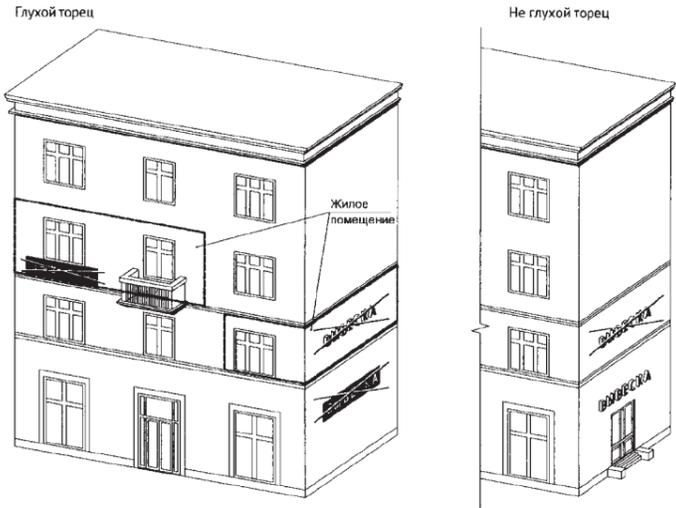 Глухой торец
Не глухой торец
Жилое
помещение
ВЫВЕСКА
ВЫВЕСКА
ВЫВЕСКА